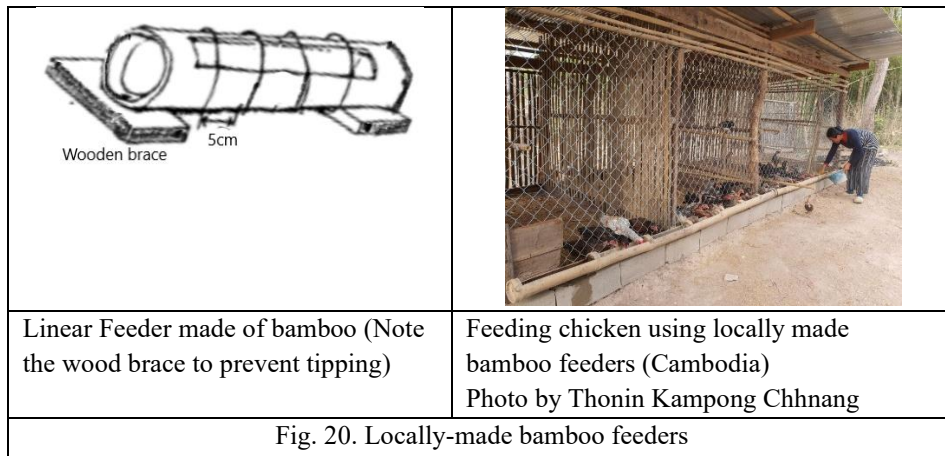 Wooden brace
5cm
Linear Feeder made of bamboo (Note
the wood brace to prevent tipping)
Feeding chicken using locally made
bamboo feeders (Cambodia)
Photo by Thonin Kampong Chhnang
Fig. 20. Locally-made bamboo feeders